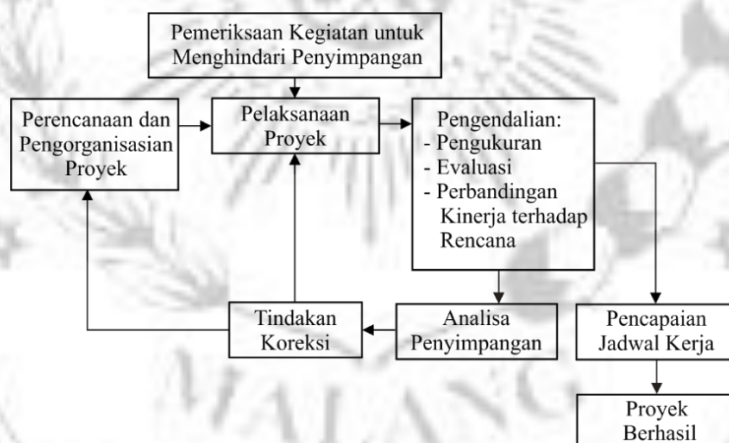 Pemeriksaan Kegiatan untuk
Menghindari Penyimpangan
Perencanaan dan
Pengorganisasian
Proyek
Pelaksanaan
Proyek
Pengendalian:
- Pengukuran
- Evaluasi
- Perbandingan
Kinerja terhadap
Rencana
Tindakan
Koreksi
Analisa
Penyimpangan
Pencapaian
Jadwal Kerja
Proyek
Berhasil
MALANG